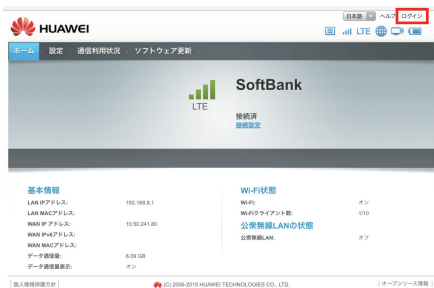 日本語 ヘルプ ログイン
HUAWEI
LTE
ホーム 設定 通信利用状況 ソフトウェア更新
SoftBank
LTE
接続済
接続設定
基本情報
LAN IPアドレス: 192.168.8.1
LAN MACアドレス:
WAN IP アドレス: 10.50.241.80
WAN IPv6アドレス:
WAN MACアドレス:
データ通信量: 6.09 GB
データ通信量表示: オン
Wi-Fi状態
Wi-Fi: オン
Wi-Fiクライアント数: 1/10
公衆無線LANの状態
公衆無線LAN: オフ
個人情報保護方針 (C) 2006-2015 HUAWEI TECHNOLOGIES CO., LTD. オープンソース情報